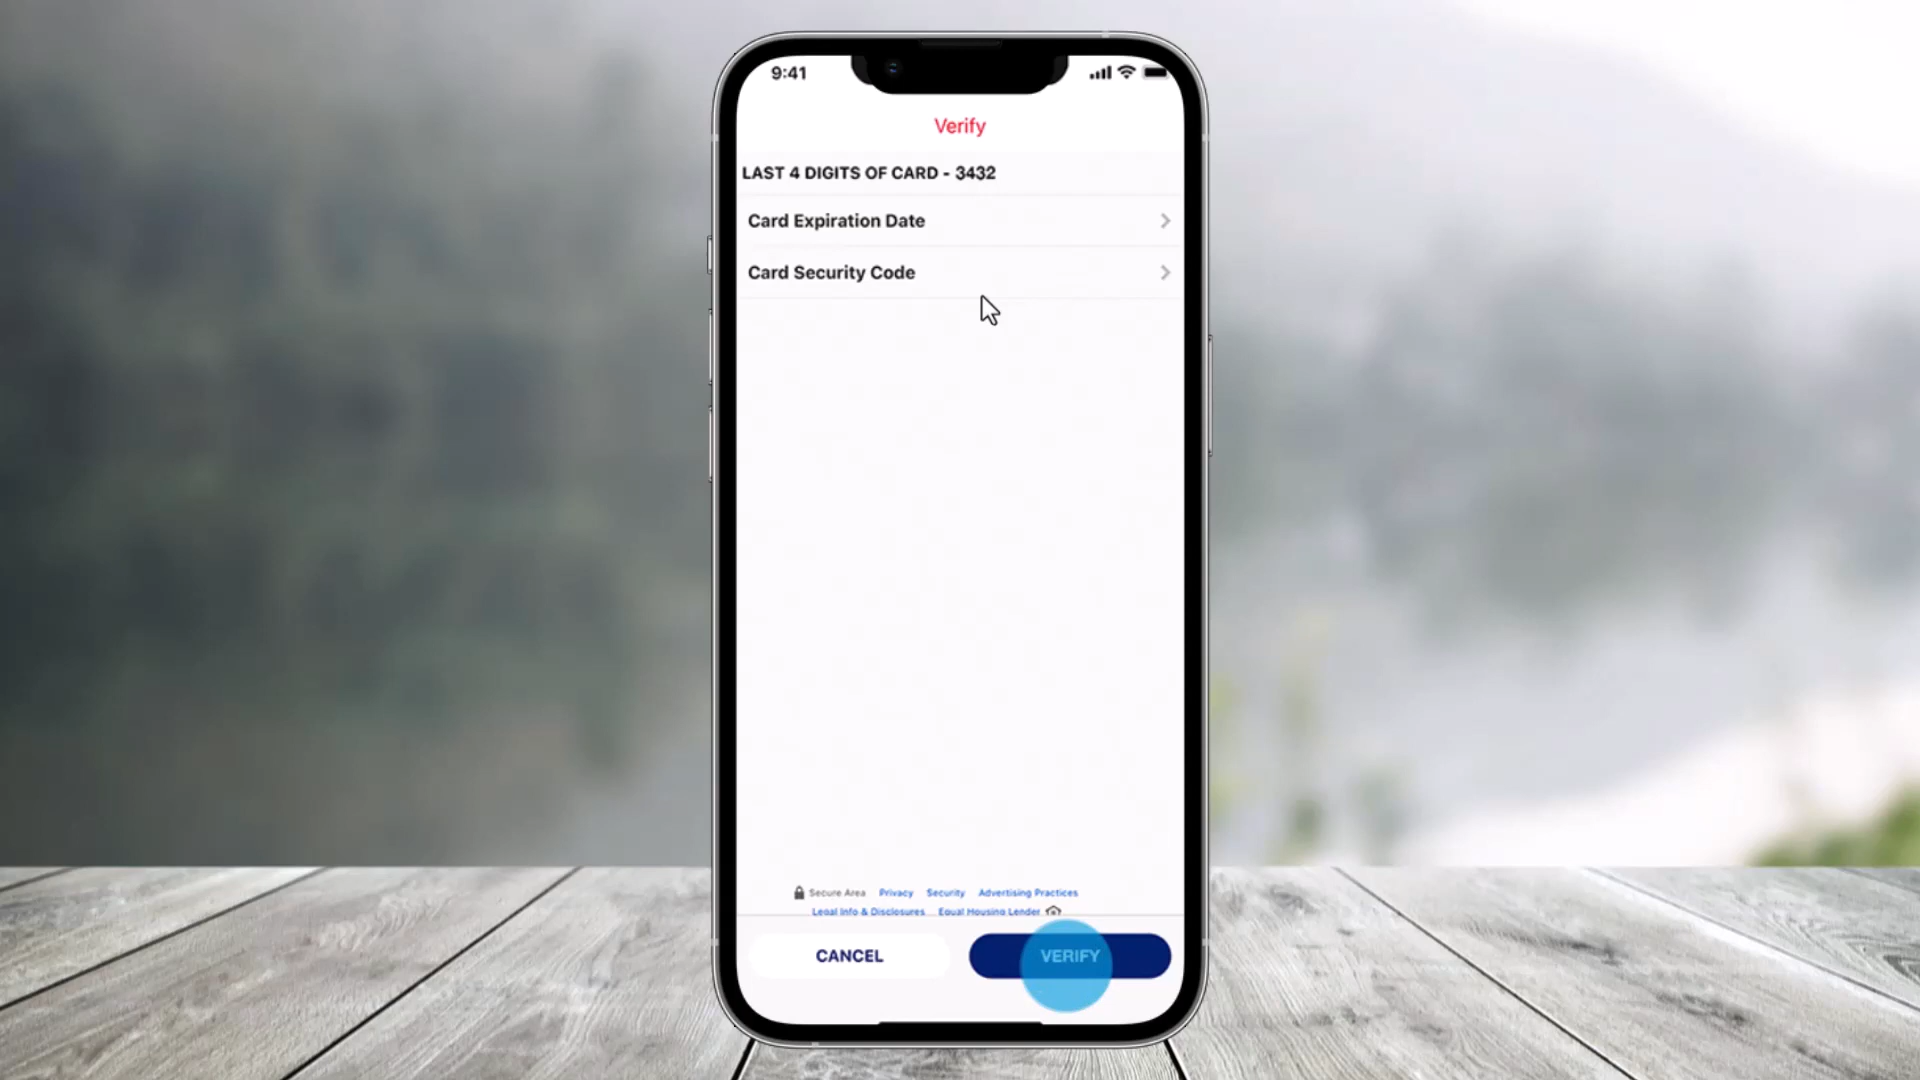 9:41
Verify
LAST 4 DIGITS OF CARD - 3432
Card Expiration Date
Card Security Code
Secure Area Privacy Security Advertising Practices
Legal Info & Disclosures Equal Housing Lender
CANCEL VERIFY